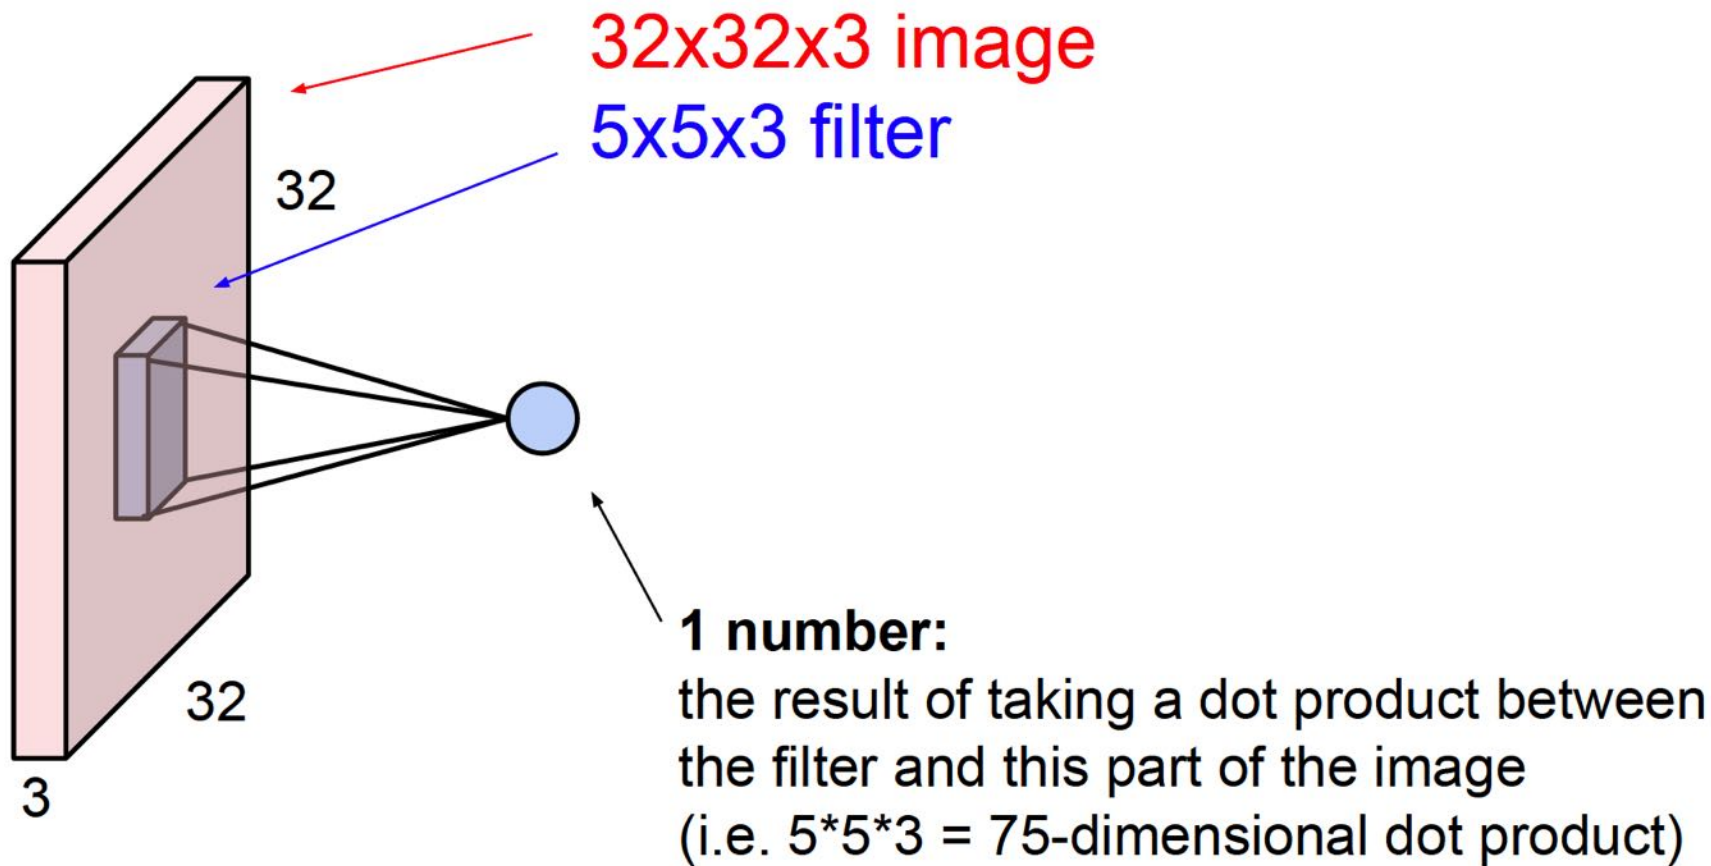 32x32x3 image
5x5x3 filter
32
32
3
1 number:
the result of taking a dot product between
the filter and this part of the image
(i.e. 5*5*3 = 75-dimensional dot product)